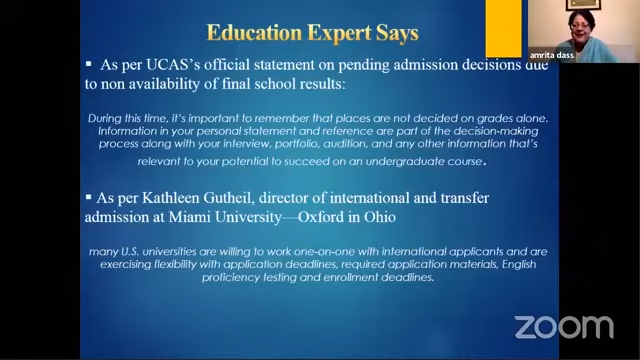 Education Expert Says
amrita dass
▪ As per UCAS's official statement on pending admission decisions due
to non availability of final school results:
During this time, it's important to remember that places are not decided on grades alone.
Information in your personal statement and reference are part of the decision-making
process along with your interview, portfolio, audition, and any other information that's
relevant to your potential to succeed on an undergraduate course.
▪ As per Kathleen Gutheil, director of international and transfer
admission at Miami University—Oxford in Ohio
many U.S. universities are willing to work one-on-one with international applicants and are
exercising flexibility with application deadlines, required application materials, English
proficiency testing and enrollment deadlines.
zoom